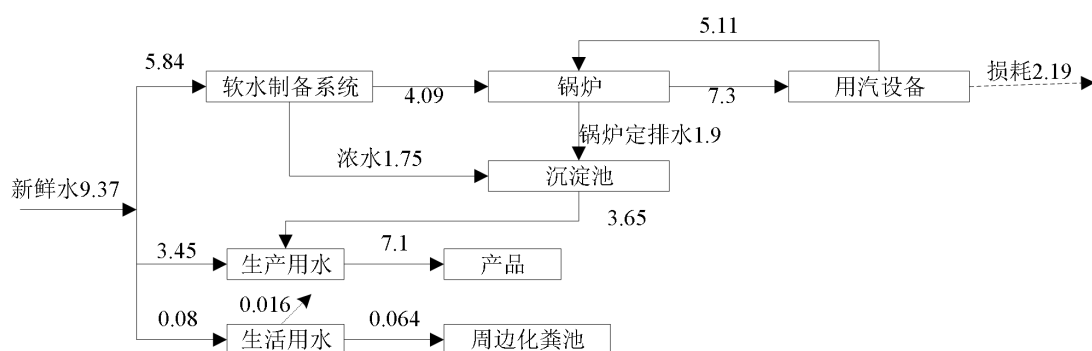 5.11
5.84
损耗2.19
软水制备系统
4.09
锅炉
7.3
用汽设备
锅炉定排水1.9
浓水1.75
沉淀池
新鲜水9.37
3.65
3.45
生产用水
7.1
产品
0.016
0.08
生活用水
0.064
周边化粪池